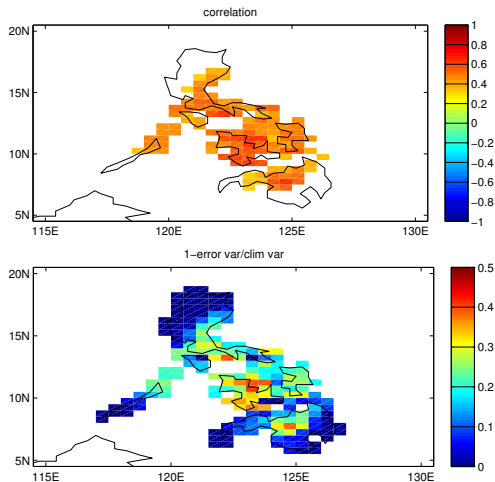 correlation
20N
15N
10N
5N
115E 120E 125E 130E
1
0.8
0.6
0.4
0.2
0
−0.2
−0.4
−0.6
−0.8
−1
1−error var/clim var
20N
15N
10N
5N
115E 120E 125E 130E
0.5
0.4
0.3
0.2
0.1
0